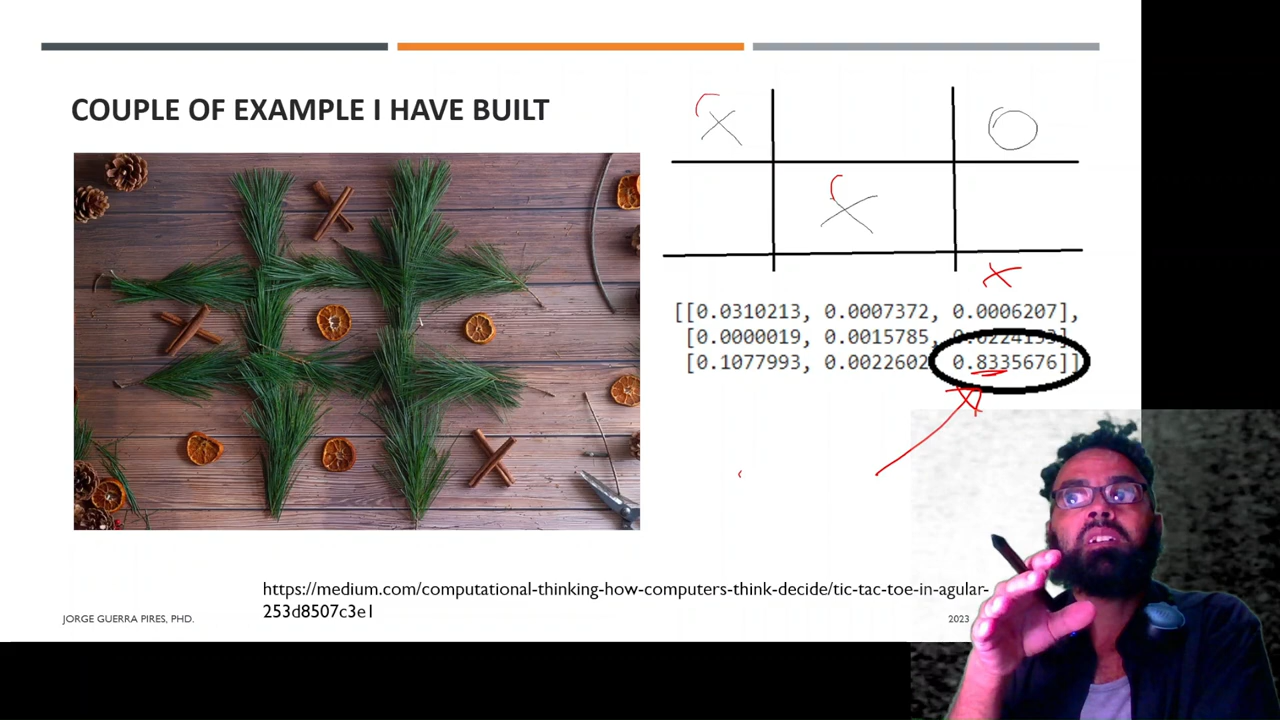 COUPLE OF EXAMPLE I HAVE BUILT
X
O
X
X
[[0.0310213, 0.0007372, 0.0006207],
[0.0000019, 0.0015785, 0.0224153]
[0.1077993, 0.0022602, 0.8335676]]
https://medium.com/computational-thinking-how-computers-think-decide/tic-tac-toe-in-agular-
253d8507c3e1
JORGE GUERRA PIRES, PHD.
2023